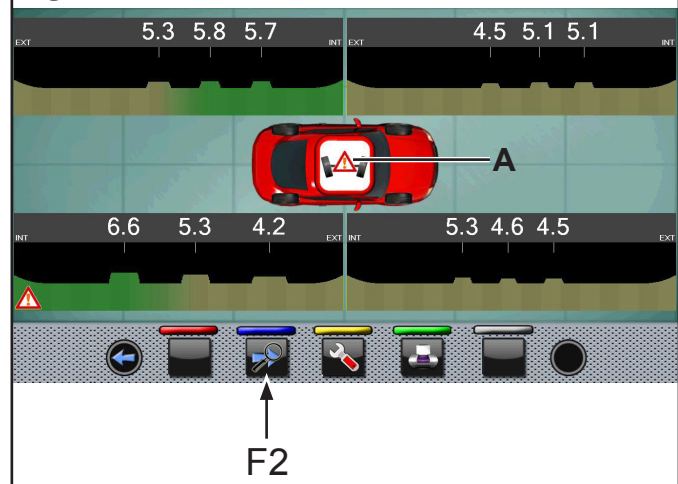 5.3 5.8 5.7
EXT INT
4.5 5.1 5.1
EXT INT
A
6.6 5.3 4.2
INT EXT
5.3 4.6 4.5
INT EXT
F2